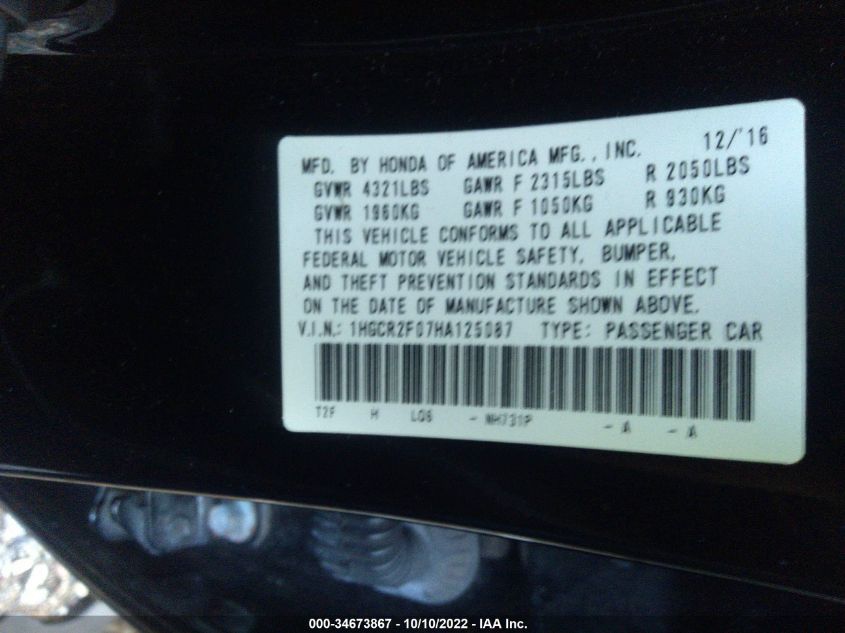 12/'16
MFD. BY HONDA OF AMERICA MFG., INC.
GVWR 4321LBS GAWR F 2315LBS R 2050LBS
GVWR 1960KG GAWR F 1050KG R 930KG
THIS VEHICLE CONFORMS TO ALL APPLICABLE
FEDERAL MOTOR VEHICLE SAFETY, BUMPER,
AND THEFT PREVENTION STANDARDS IN EFFECT
ON THE DATE OF MANUFACTURE SHOWN ABOVE.
V.I.N.: 1HGCR2F07HA125087 TYPE: PASSENGER CAR
T2F H LQ6 - NH731P - A - A
000-34673867 - 10/10/2022 - IAA Inc.